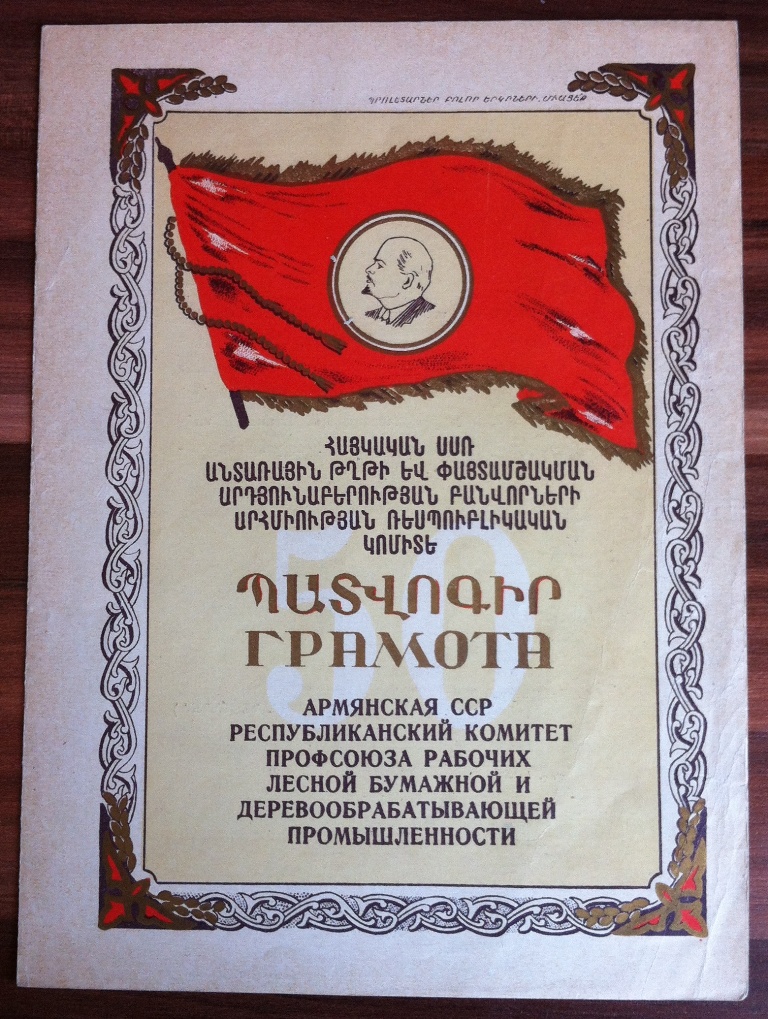 ՊՐՈԼԵՏԱՐՆԵՐ ԲՈԼՈՐ ԵՐԿՐՆԵՐԻ, ՄԻԱՑԵՔ
ՀԱՅԿԱԿԱՆ ՍՍՌ
ԱՆՏԱՌԱՅԻՆ ԹՂԹԻ ԵՎ ՓԱՅՏԱՄՇԱԿՄԱՆ
ԱՐԴՅՈՒՆԱԲԵՐՈՒԹՅԱՆ ԲԱՆՎՈՐՆԵՐԻ
ԱՐՀՄԻՈՒԹՅԱՆ ՌԵՍՊՈՒԲԼԻԿԱԿԱՆ
ԿՈՄԻՏԵ
50
ՊԱՏՎՈԳԻՐ
ГРАМОТА
АРМЯНСКАЯ ССР
РЕСПУБЛИКАНСКИЙ КОМИТЕТ
ПРОФСОЮЗА РАБОЧИХ
ЛЕСНОЙ БУМАЖНОЙ И
ДЕРЕВООБРАБАТЫВАЮЩЕЙ
ПРОМЫШЛЕННОСТИ